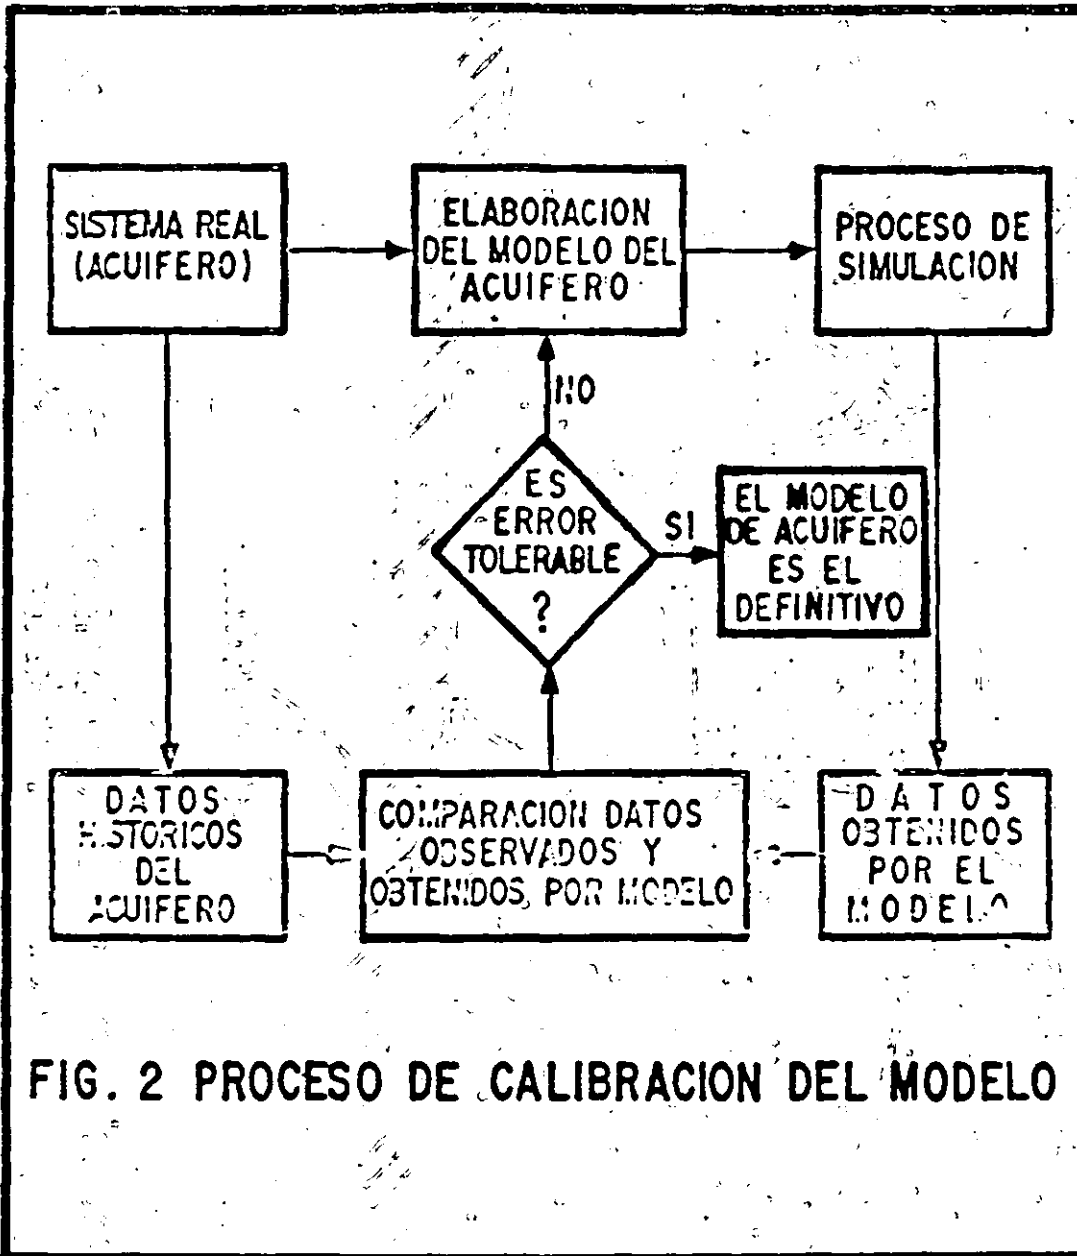 SISTEMA REAL
(ACUIFERO)
ELABORACION
DEL MODELO DEL
ACUIFERO
PROCESO DE
SIMULACION
NO
ES
ERROR
TOLERABLE
?
SI
EL MODELO
DE ACUIFERO
ES EL
DEFINITIVO
DATOS
HISTORICOS
DEL
ACUIFERO
COMPARACION DATOS
OBSERVADOS Y
OBTENIDOS POR MODELO
DATOS
OBTENIDOS
POR EL
MODELO
FIG. 2 PROCESO DE CALIBRACION DEL MODELO